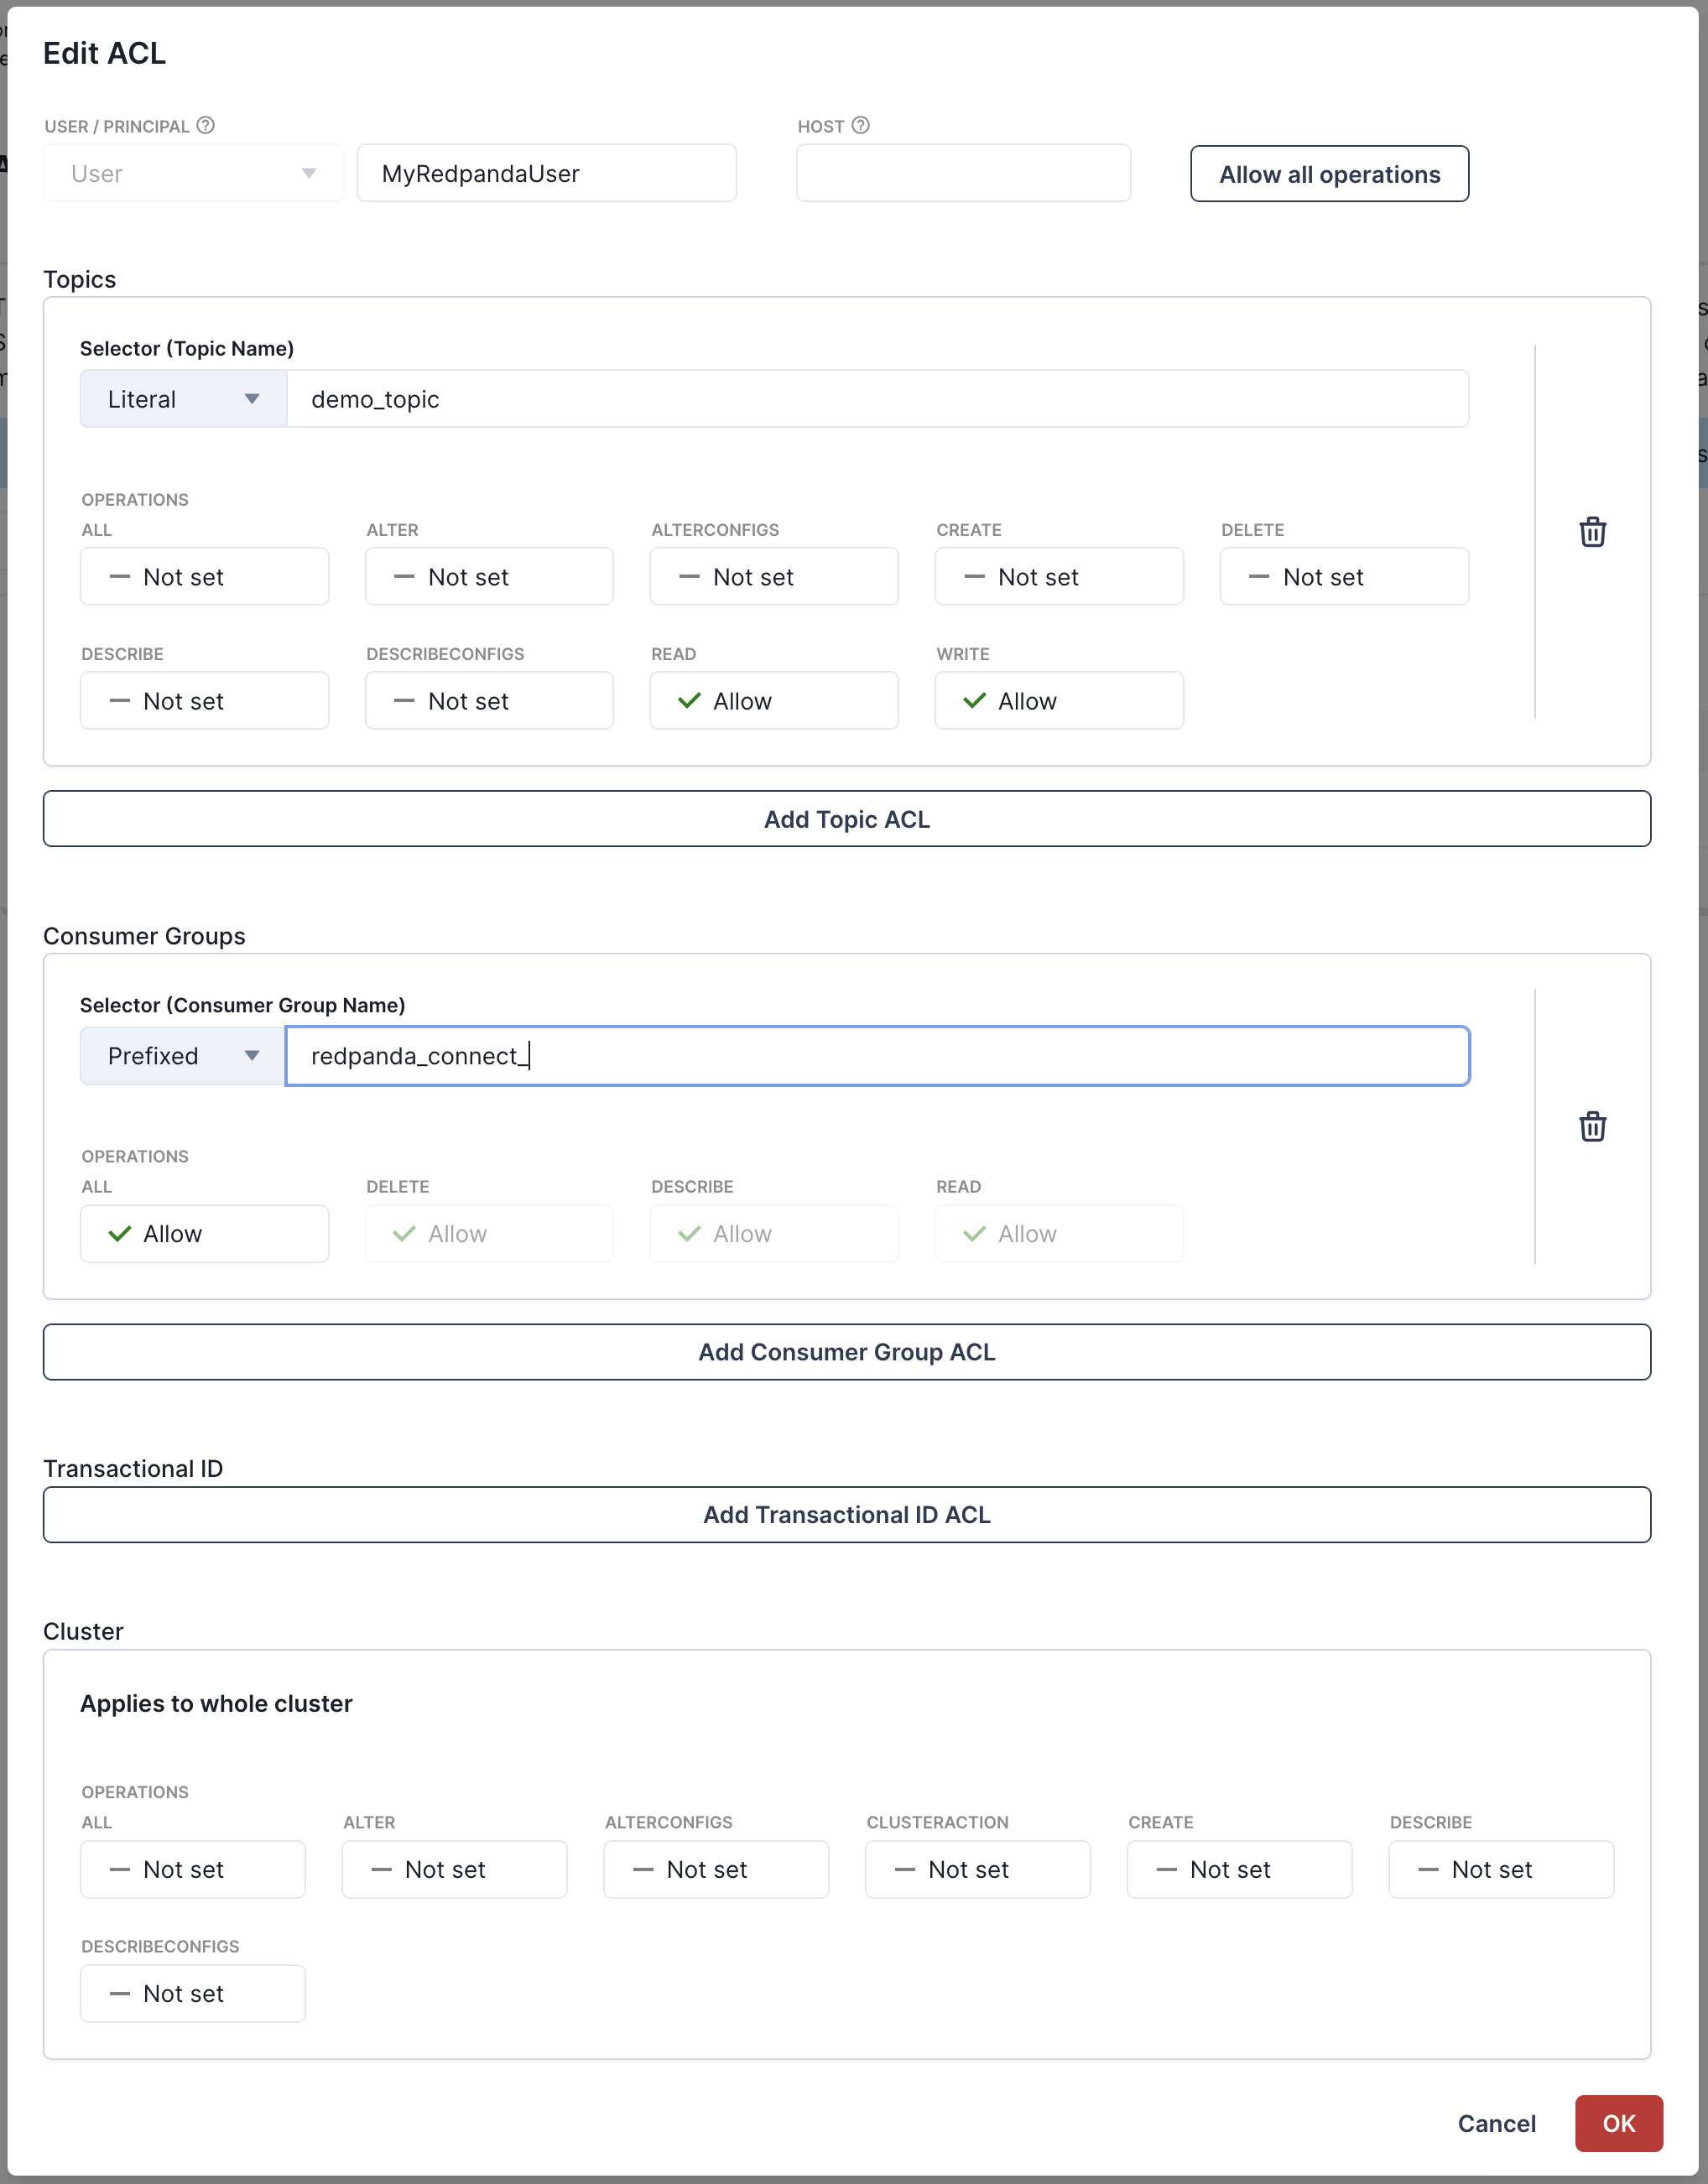 Edit ACL
USER / PRINCIPAL
HOST
User
MyRedpandaUser
Allow all operations
Topics
Selector (Topic Name)
Literal
demo_topic
OPERATIONS
ALL
ALTER
ALTERCONFIGS
CREATE
DELETE
Not set
Not set
Not set
Not set
Not set
DESCRIBE
DESCRIBECONFIGS
READ
WRITE
Not set
Not set
Allow
Allow
Add Topic ACL
Consumer Groups
Selector (Consumer Group Name)
Prefixed
redpanda_connect_
OPERATIONS
ALL
DELETE
DESCRIBE
READ
Allow
Allow
Allow
Allow
Add Consumer Group ACL
Transactional ID
Add Transactional ID ACL
Cluster
Applies to whole cluster
OPERATIONS
ALL
ALTER
ALTERCONFIGS
CLUSTERACTION
CREATE
DESCRIBE
Not set
Not set
Not set
Not set
Not set
Not set
DESCRIBECONFIGS
Not set
Cancel
OK